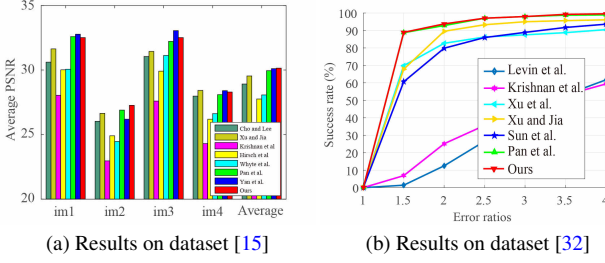 35
30
25
20
Average PSNR
im1 im2 im3 im4 Average
Cho and Lee
Xu and Jia
Krishnan et al
Hirsch et al
Whyte et al
Pan et al
Yan et al
Ours
(a) Results on dataset [15]
100
90
80
70
60
50
40
30
20
10
0
Success rate (%)
1 1.5 2 2.5 3 3.5 4
Error ratios
Levin et al.
Krishnan et al.
Xu et al.
Xu and Jia
Sun et al.
Pan et al.
Ours
(b) Results on dataset [32]